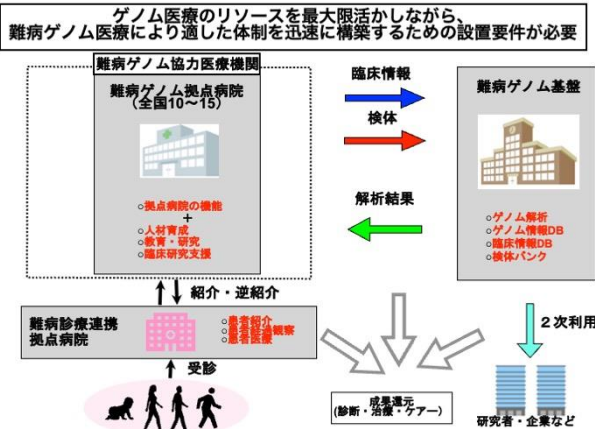 ゲノム医療のリソースを最大限活かしながら、
難病ゲノム医療により適した体制を迅速に構築するための設置要件が必要
難病ゲノム協力医療機関
難病ゲノム拠点病院
(全国10〜15)
○拠点病院の機能
+
○人材育成
○教育・研究
○臨床研究支援
臨床情報
検体
解析結果
難病ゲノム基盤
○ゲノム解析
○ゲノム情報DB
○臨床情報DB
○検体バンク
紹介・逆紹介
難病診療連携
拠点病院
○患者紹介
○患者経過観察
○患者医療
受診
成果還元
(診断・治療・ケアー)
2次利用
研究者・企業など